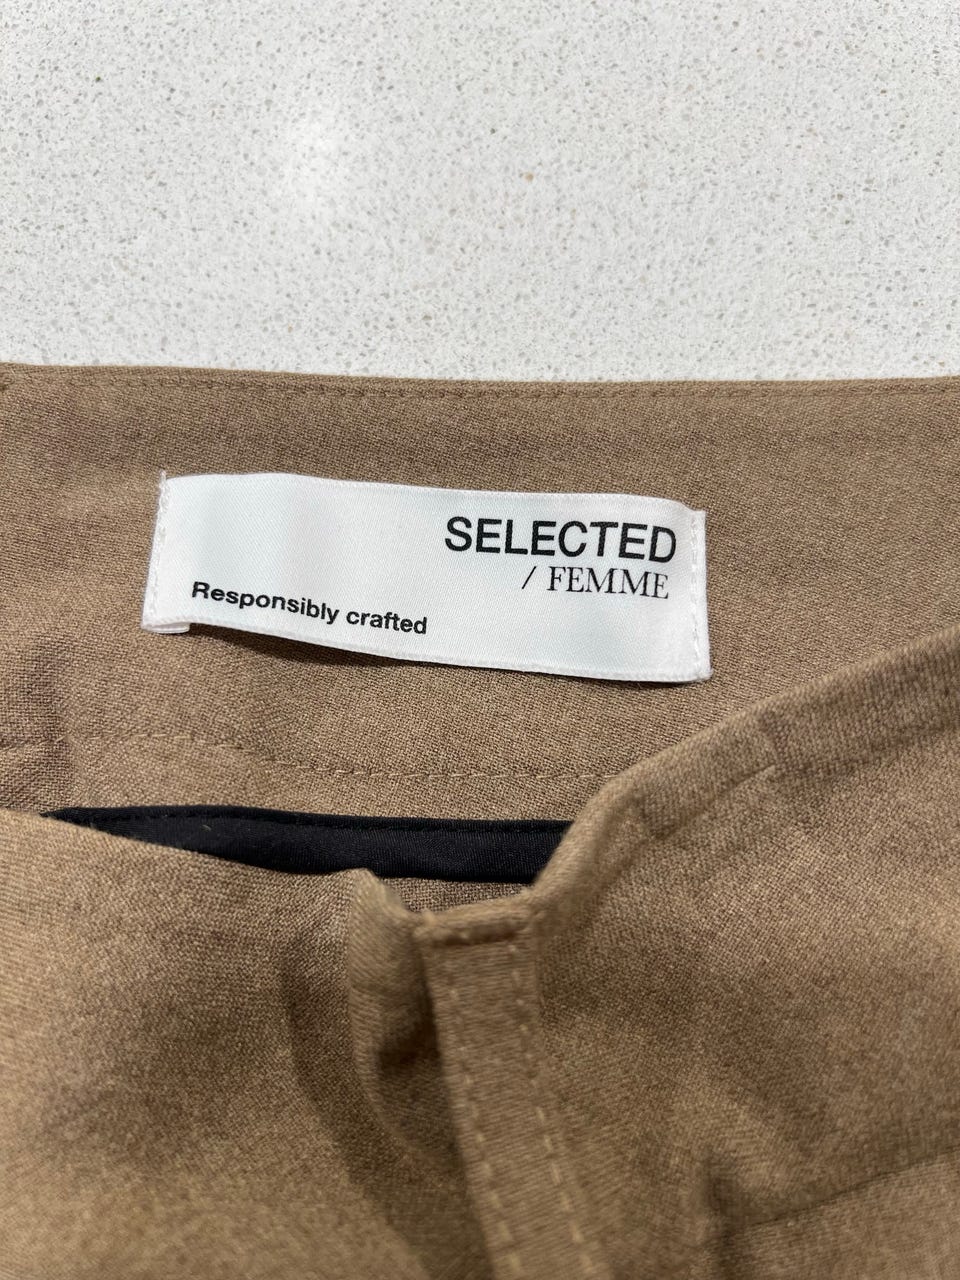 SELECTED
/ FEMME
Responsibly crafted